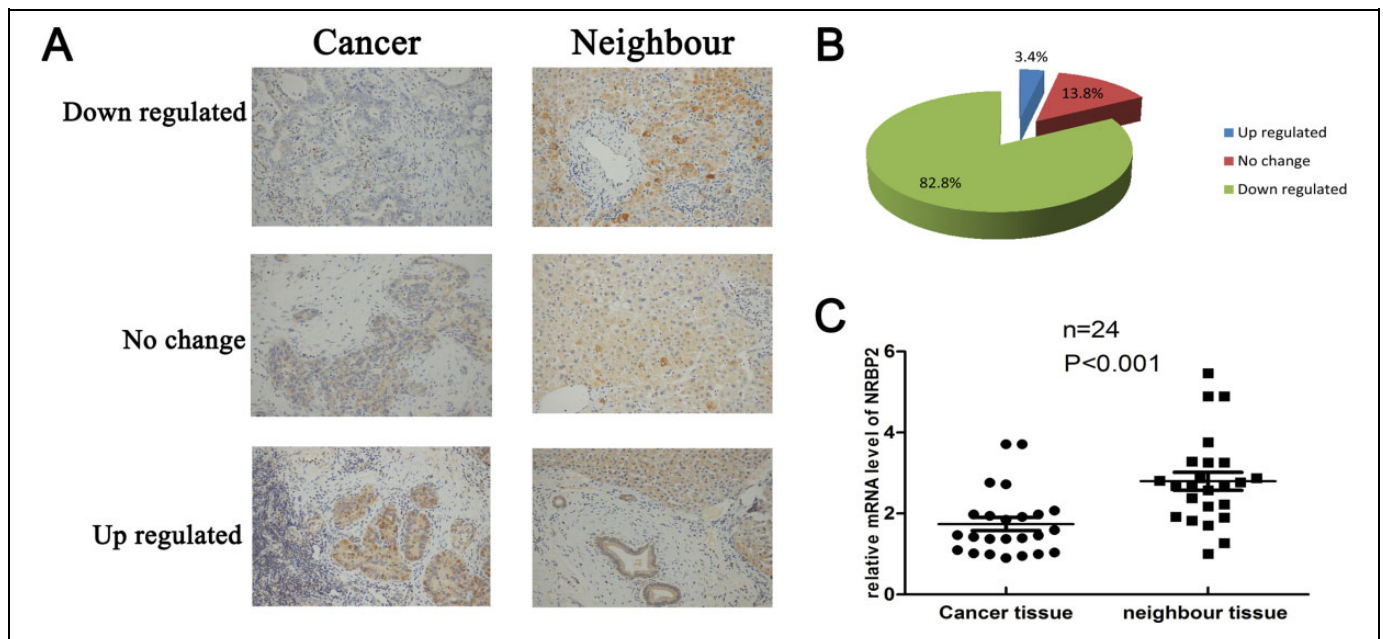 A
Cancer
Neighbour
Down regulated
No change
Up regulated
B
3.4%
13.8%
82.8%
Up regulated
No change
Down regulated
C
n=24
P<0.001
relative mRNA level of NRBP2
6
4
2
0
Cancer tissue
neighbour tissue